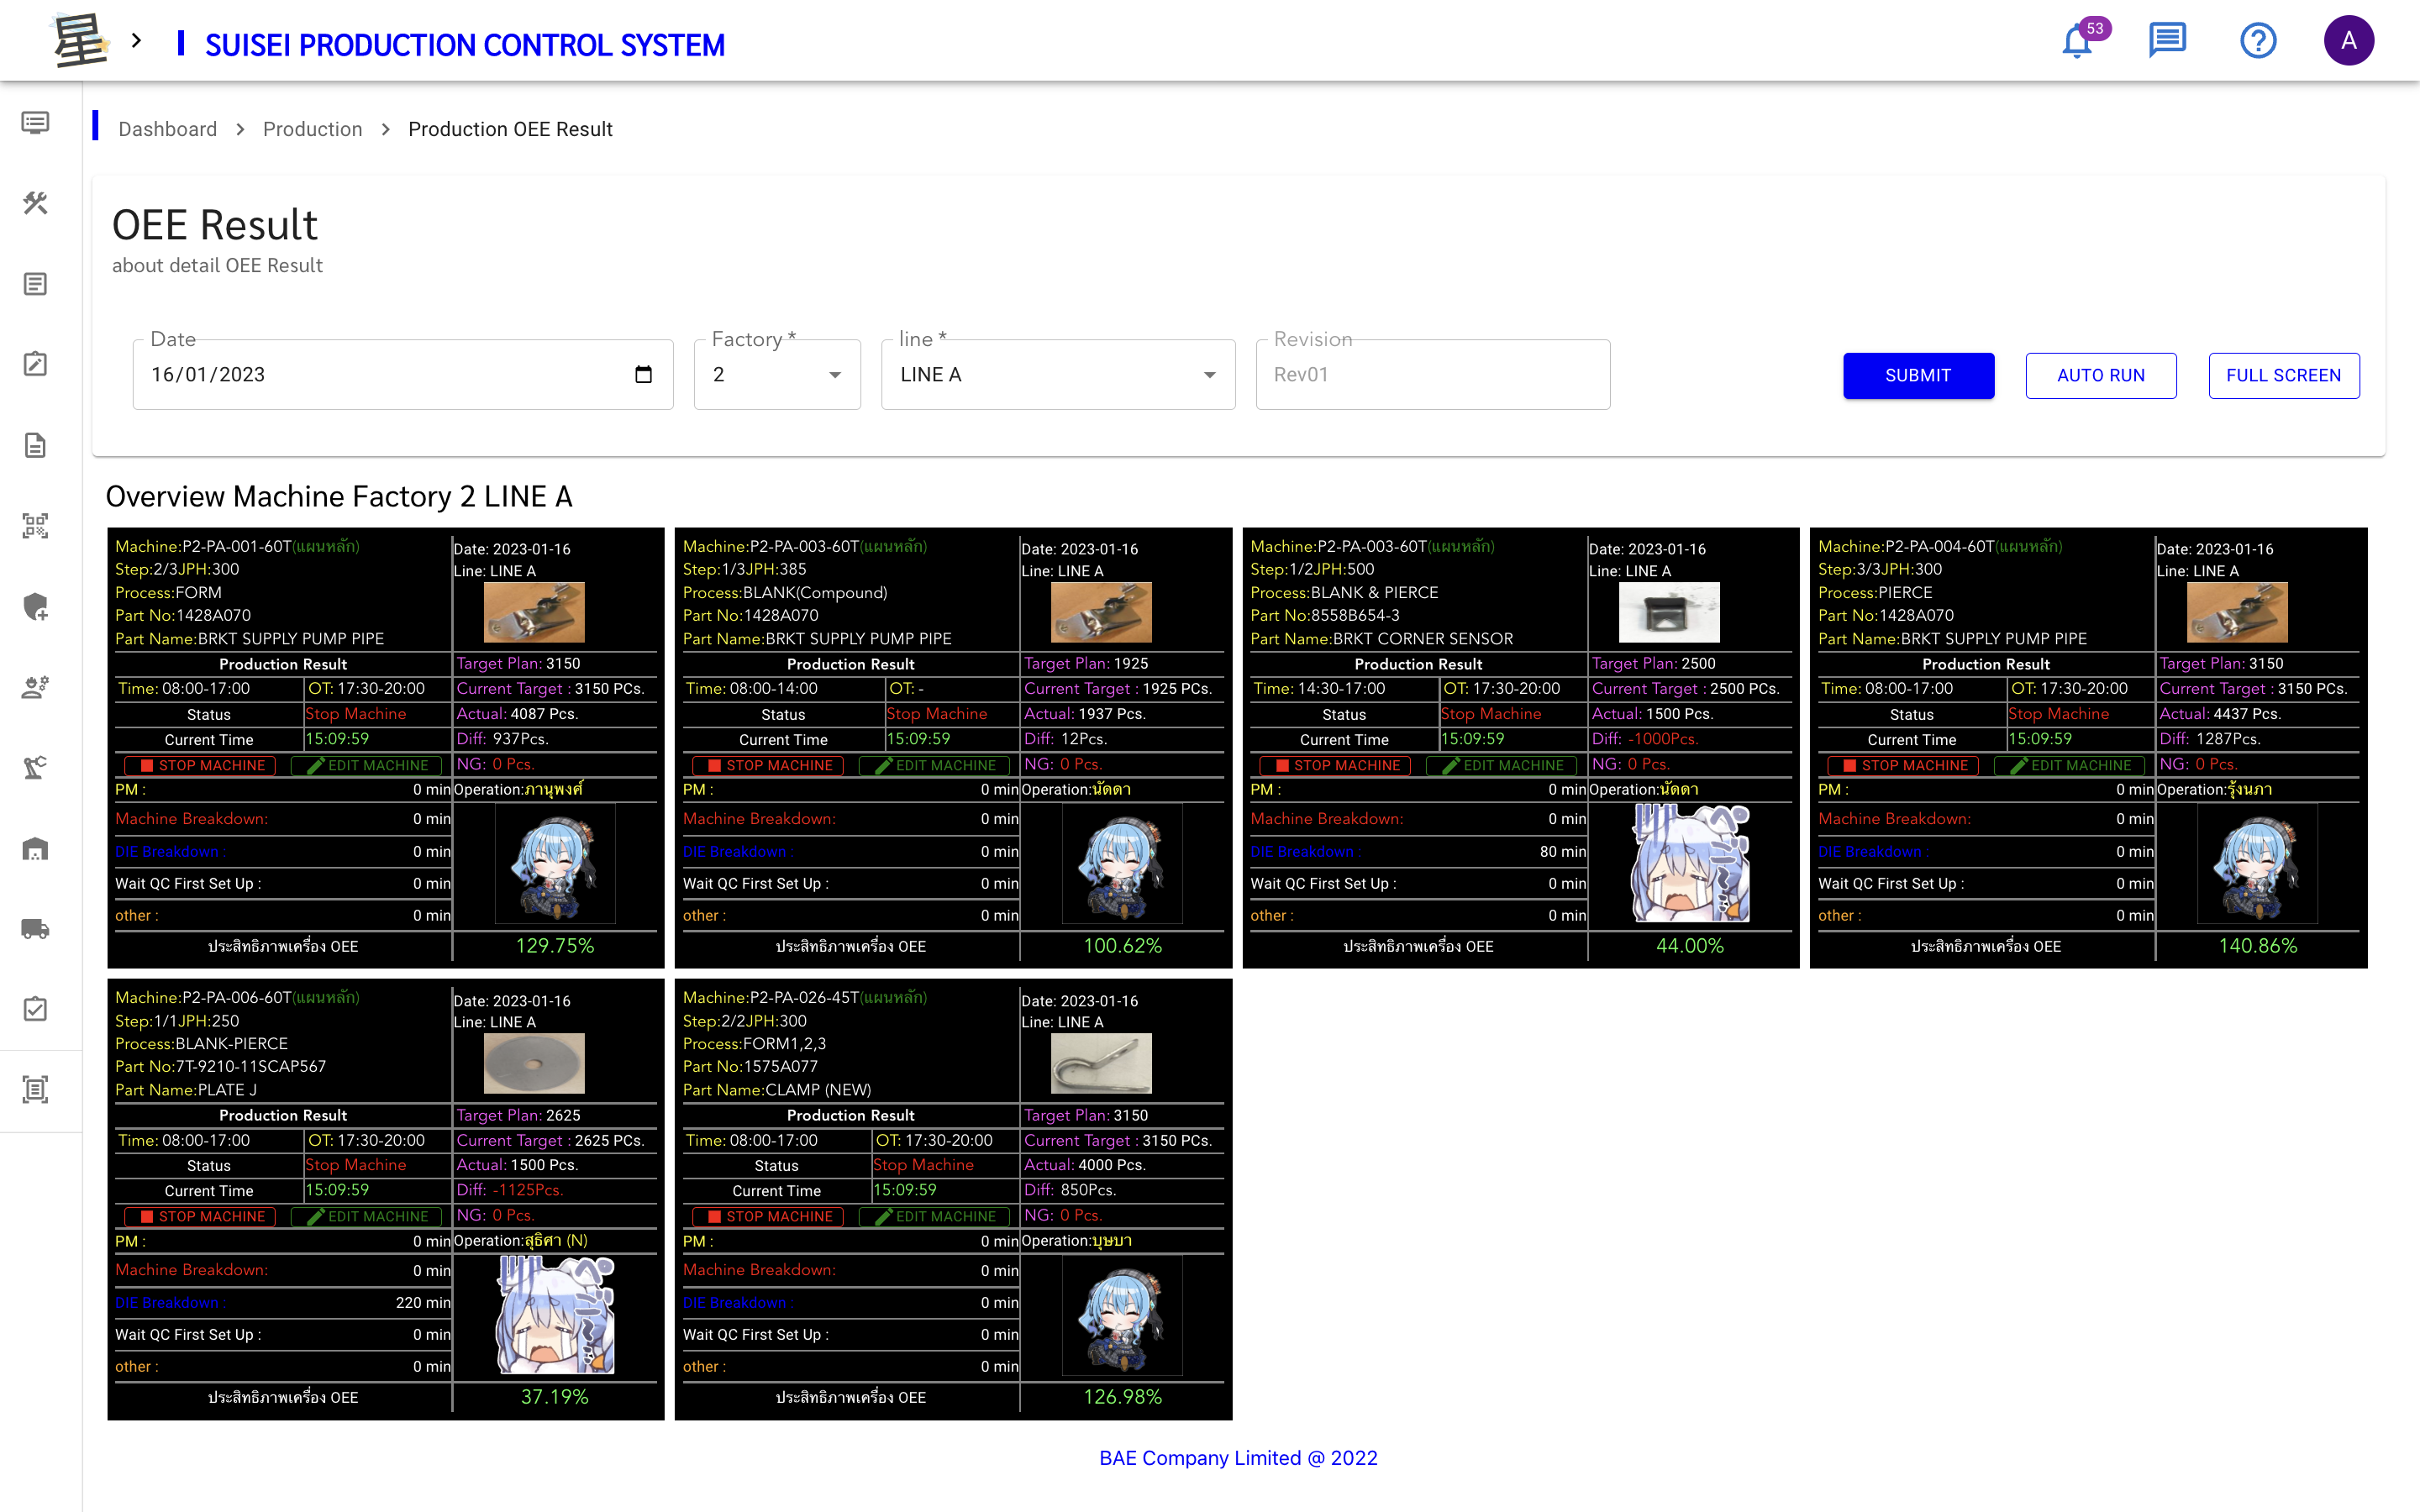 星
SUISEI PRODUCTION CONTROL SYSTEM
53
A
Dashboard > Production > Production OEE Result
OEE Result
about detail OEE Result
Date
16/01/2023
Factory *
2
line *
LINE A
Revision
Rev01
SUBMIT
AUTO RUN
FULL SCREEN
Overview Machine Factory 2 LINE A
Machine:P2-PA-001-60T(แผนหลัก)
Step:2/3JPH:300
Process:FORM
Part No:1428A070
Part Name:BRKT SUPPLY PUMP PIPE
Date: 2023-01-16
Line: LINE A
Production Result
Target Plan: 3150
Time: 08:00-17:00
OT: 17:30-20:00
Current Target : 3150 PCs.
Status
Stop Machine
Actual: 4087 Pcs.
Current Time
15:09:59
Diff: 937Pcs.
STOP MACHINE
EDIT MACHINE
NG: 0 Pcs.
PM : 0 min
Operation:ภานุพงศ์
Machine Breakdown: 0 min
DIE Breakdown : 0 min
Wait QC First Set Up : 0 min
other : 0 min
ประสิทธิภาพเครื่อง OEE
129.75%
Machine:P2-PA-003-60T(แผนหลัก)
Step:1/3JPH:385
Process:BLANK(Compound)
Part No:1428A070
Part Name:BRKT SUPPLY PUMP PIPE
Date: 2023-01-16
Line: LINE A
Production Result
Target Plan: 1925
Time: 08:00-14:00
OT: -
Current Target : 1925 PCs.
Status
Stop Machine
Actual: 1937 Pcs.
Current Time
15:09:59
Diff: 12Pcs.
STOP MACHINE
EDIT MACHINE
NG: 0 Pcs.
PM : 0 min
Operation:นัดดา
Machine Breakdown: 0 min
DIE Breakdown : 0 min
Wait QC First Set Up : 0 min
other : 0 min
ประสิทธิภาพเครื่อง OEE
100.62%
Machine:P2-PA-003-60T(แผนหลัก)
Step:1/2JPH:500
Process:BLANK & PIERCE
Part No:8558B654-3
Part Name:BRKT CORNER SENSOR
Date: 2023-01-16
Line: LINE A
Production Result
Target Plan: 2500
Time: 14:30-17:00
OT: 17:30-20:00
Current Target : 2500 PCs.
Status
Stop Machine
Actual: 1500 Pcs.
Current Time
15:09:59
Diff: -1000Pcs.
STOP MACHINE
EDIT MACHINE
NG: 0 Pcs.
PM : 0 min
Operation:นัดดา
Machine Breakdown: 0 min
DIE Breakdown : 80 min
Wait QC First Set Up : 0 min
other : 0 min
ぺこ
ประสิทธิภาพเครื่อง OEE
44.00%
Machine:P2-PA-004-60T(แผนหลัก)
Step:3/3JPH:300
Process:PIERCE
Part No:1428A070
Part Name:BRKT SUPPLY PUMP PIPE
Date: 2023-01-16
Line: LINE A
Production Result
Target Plan: 3150
Time: 08:00-17:00
OT: 17:30-20:00
Current Target : 3150 PCs.
Status
Stop Machine
Actual: 4437 Pcs.
Current Time
15:09:59
Diff: 1287Pcs.
STOP MACHINE
EDIT MACHINE
NG: 0 Pcs.
PM : 0 min
Operation:รุ้งนภา
Machine Breakdown: 0 min
DIE Breakdown : 0 min
Wait QC First Set Up : 0 min
other : 0 min
ประสิทธิภาพเครื่อง OEE
140.86%
Machine:P2-PA-006-60T(แผนหลัก)
Step:1/1JPH:250
Process:BLANK-PIERCE
Part No:7T-9210-11SCAP567
Part Name:PLATE J
Date: 2023-01-16
Line: LINE A
Production Result
Target Plan: 2625
Time: 08:00-17:00
OT: 17:30-20:00
Current Target : 2625 PCs.
Status
Stop Machine
Actual: 1500 Pcs.
Current Time
15:09:59
Diff: -1125Pcs.
STOP MACHINE
EDIT MACHINE
NG: 0 Pcs.
PM : 0 min
Operation:สุธิศา (N)
Machine Breakdown: 0 min
DIE Breakdown : 220 min
Wait QC First Set Up : 0 min
other : 0 min
ぺこ
ประสิทธิภาพเครื่อง OEE
37.19%
Machine:P2-PA-026-45T(แผนหลัก)
Step:2/2JPH:300
Process:FORM1,2,3
Part No:1575A077
Part Name:CLAMP (NEW)
Date: 2023-01-16
Line: LINE A
Production Result
Target Plan: 3150
Time: 08:00-17:00
OT: 17:30-20:00
Current Target : 3150 PCs.
Status
Stop Machine
Actual: 4000 Pcs.
Current Time
15:09:59
Diff: 850Pcs.
STOP MACHINE
EDIT MACHINE
NG: 0 Pcs.
PM : 0 min
Operation:บุษบา
Machine Breakdown: 0 min
DIE Breakdown : 0 min
Wait QC First Set Up : 0 min
other : 0 min
ประสิทธิภาพเครื่อง OEE
126.98%
BAE Company Limited @ 2022